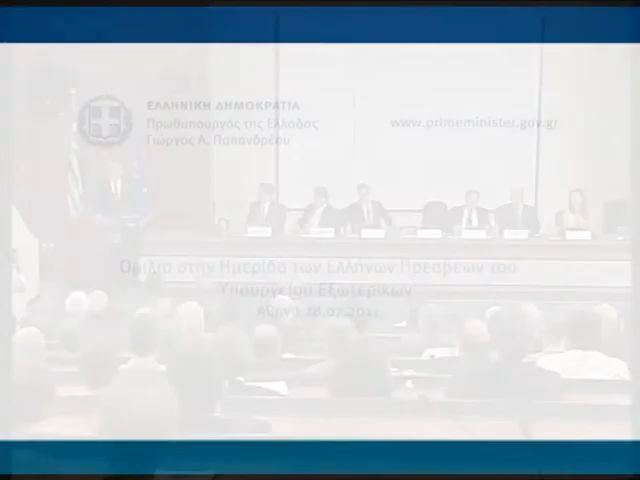 ΕΛΛΗΝΙΚΗ ΔΗΜΟΚΡΑΤΙΑ
Πρωθυπουργός της Ελλάδας
Γιώργος Α. Παπανδρέου
www.primeminister.gov.gr
Ομιλία στην Ημερίδα των Ελλήνων Πρέσβεων του
Υπουργείου Εξωτερικών